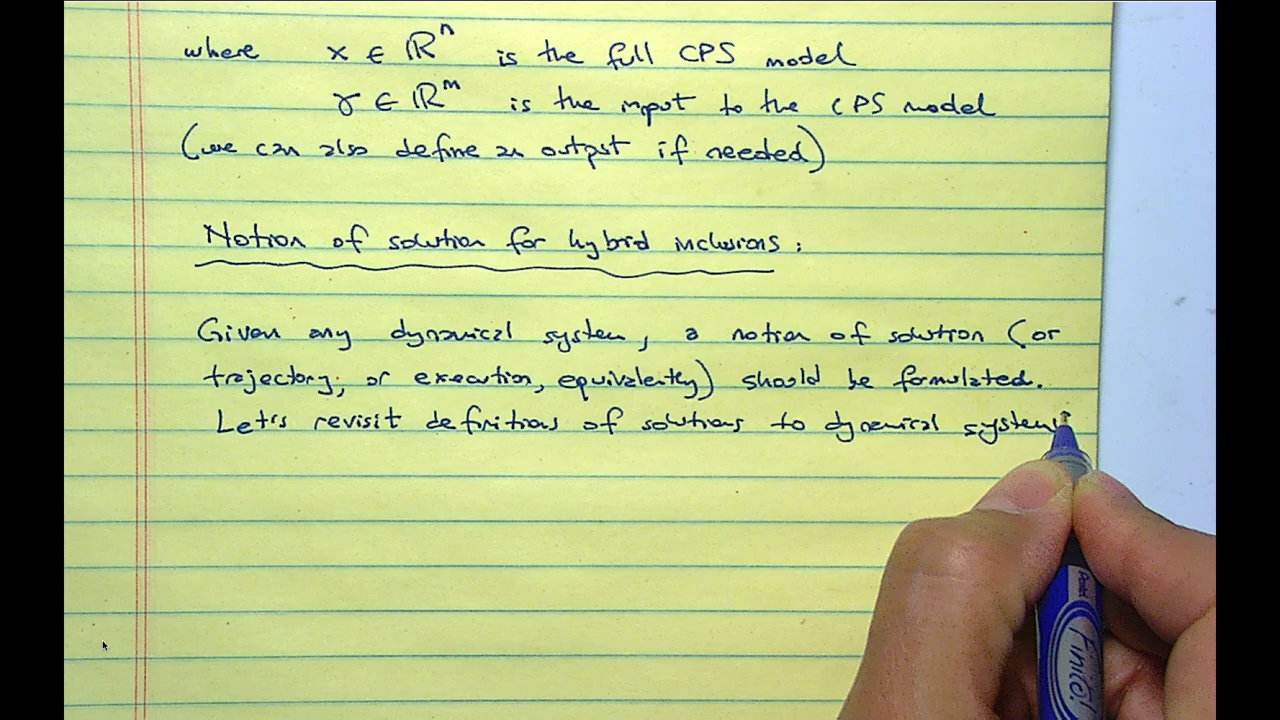 where x ∈ ℝⁿ is the full CPS model
γ ∈ ℝᵐ is the input to the CPS model
(we can also define an output if needed)
Notion of solution for hybrid inclusions:
Given any dynamical system, a notion of solution (or
trajectory, or execution, equivalently) should be formulated.
Let's revisit definitions of solutions to dynamical systems
Pentel
Finito!